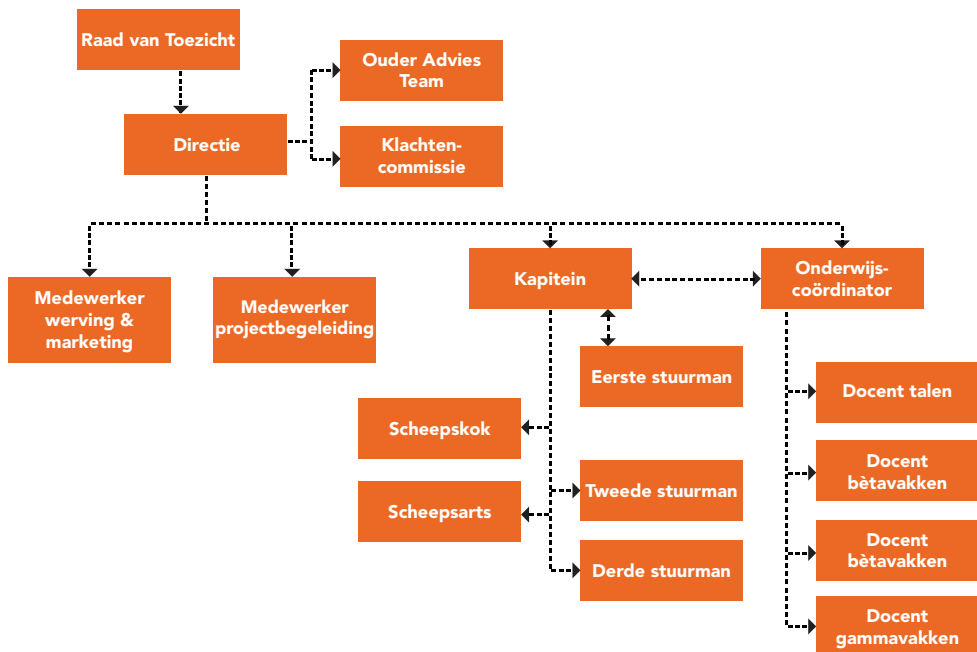 Raad van Toezicht
Ouder Advies
Team
Directie
Klachten-
commissie
Medewerker
werving &
marketing
Medewerker
projectbegeleiding
Kapitein
Onderwijs-
coördinator
Eerste stuurman
Docent talen
Scheepskok
Docent
bètavakken
Tweede stuurman
Scheepsarts
Docent
bètavakken
Derde stuurman
Docent
gammavakken